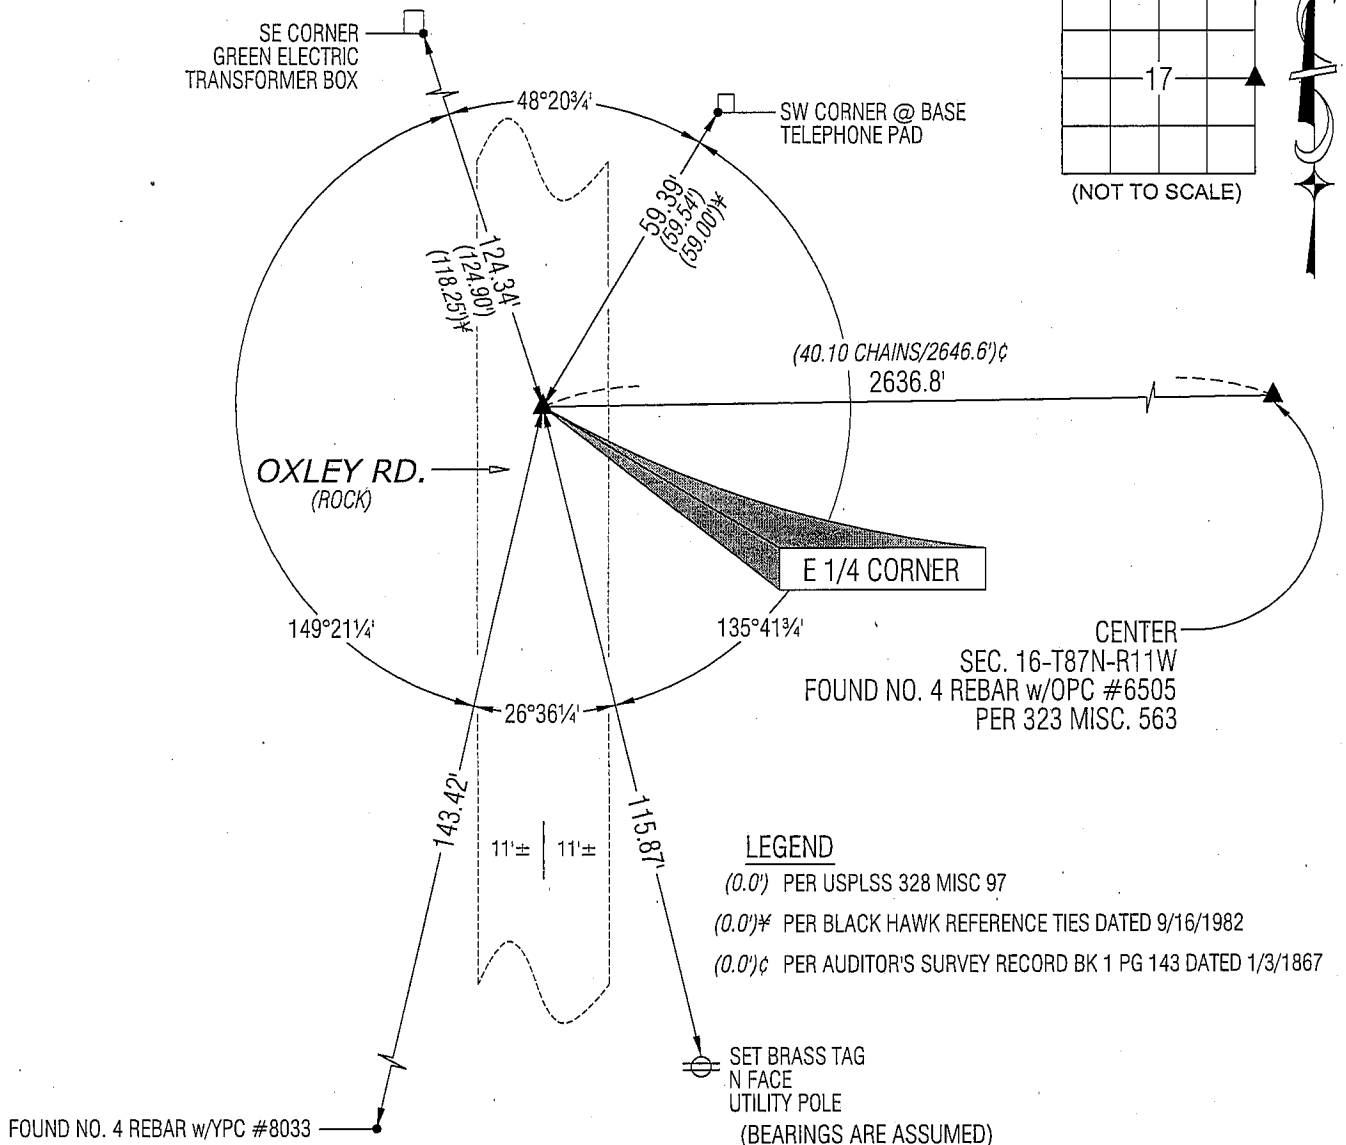 SE CORNER
GREEN ELECTRIC
TRANSFORMER BOX
48°20¾'
SW CORNER @ BASE
TELEPHONE PAD
17
(NOT TO SCALE)
59.39'
(59.54')
(59.00')¥
124.34'
(124.90')
(118.25')¥
(40.10 CHAINS/2646.6')¢
2636.8'
OXLEY RD.
(ROCK)
E 1/4 CORNER
149°21¼'
135°41¾'
CENTER
SEC. 16-T87N-R11W
FOUND NO. 4 REBAR w/OPC #6505
PER 323 MISC. 563
26°36¼'
143.42'
115.87'
11'± 11'±
LEGEND
(0.0') PER USPLSS 328 MISC 97
(0.0')¥ PER BLACK HAWK REFERENCE TIES DATED 9/16/1982
(0.0')¢ PER AUDITOR'S SURVEY RECORD BK 1 PG 143 DATED 1/3/1867
SET BRASS TAG
N FACE
UTILITY POLE
(BEARINGS ARE ASSUMED)
FOUND NO. 4 REBAR w/YPC #8033